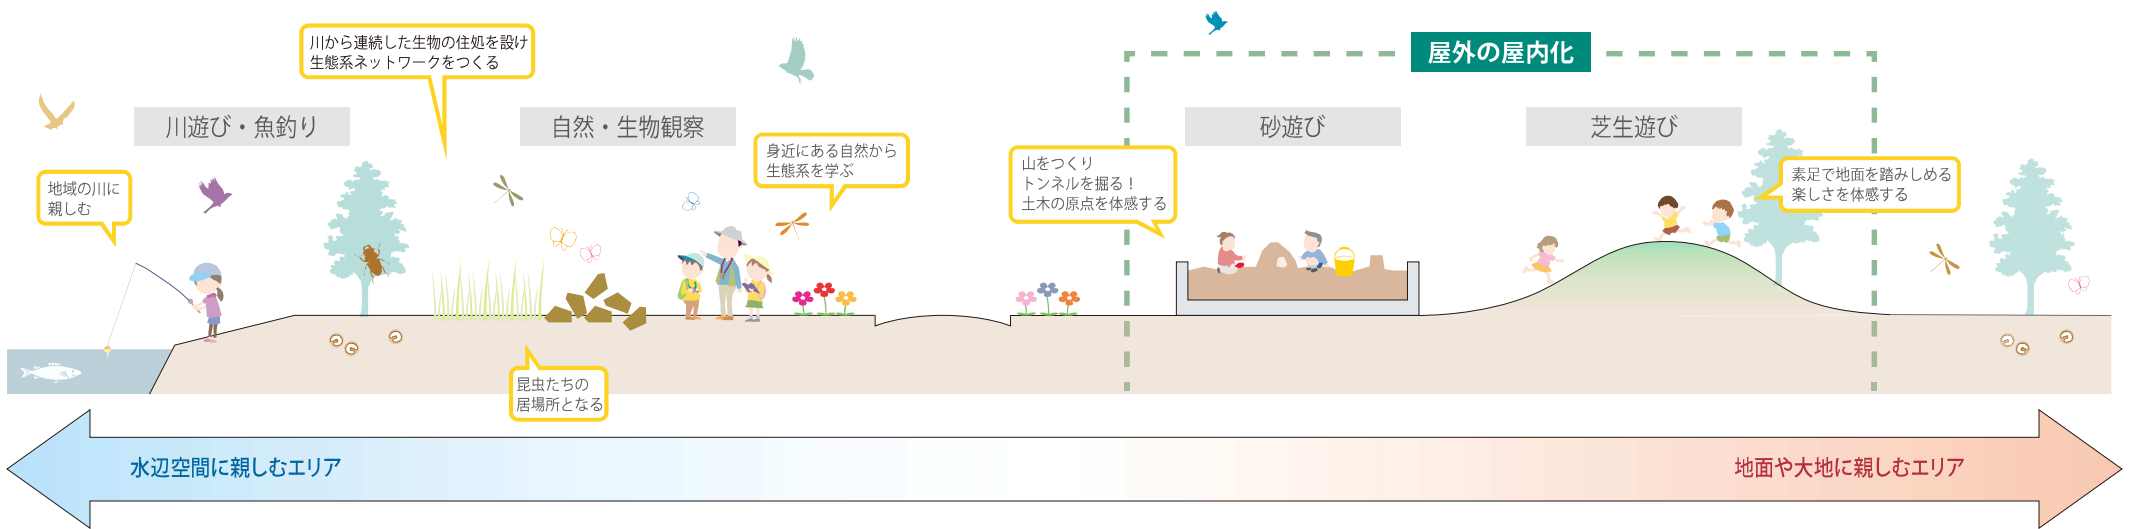 川から連続した生物の住処を設け
生態系ネットワークをつくる
屋外の屋内化
川遊び・魚釣り
自然・生物観察
砂遊び
芝生遊び
地域の川に
親しむ
身近にある自然から
生態系を学ぶ
山をつくり
トンネルを掘る！
土木の原点を体感する
素足で地面を踏みしめる
楽しさを体感する
昆虫たちの
居場所となる
水辺空間に親しむエリア
地面や大地に親しむエリア